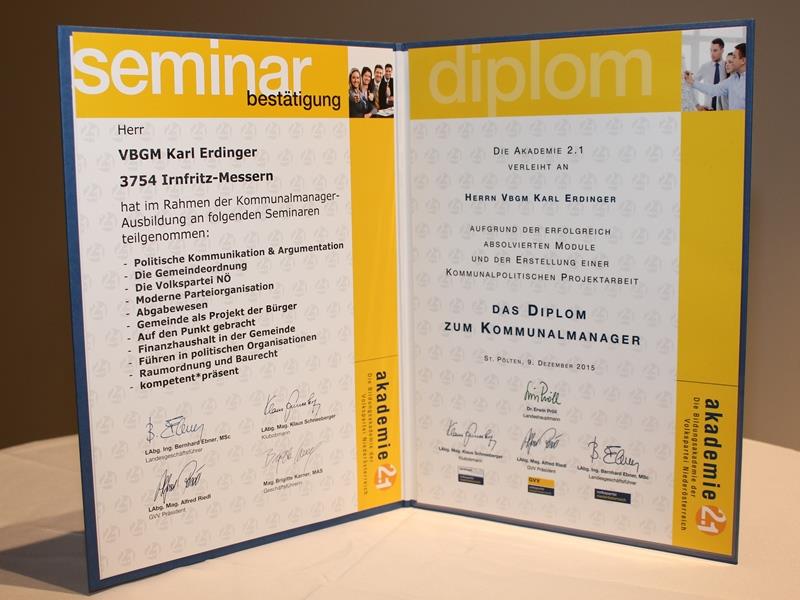 seminar
bestätigung
Herr
VBGM Karl Erdinger
3754 Irnfritz-Messern
hat im Rahmen der Kommunalmanager-
Ausbildung an folgenden Seminaren
teilgenommen:
- Politische Kommunikation & Argumentation
- Die Gemeindeordnung
- Die Volkspartei NÖ
- Moderne Parteiorganisation
- Abgabewesen
- Gemeinde als Projekt der Bürger
- Auf den Punkt gebracht
- Finanzhaushalt in der Gemeinde
- Führen in politischen Organisationen
- Raumordnung und Baurecht
- kompetent*präsent
LAbg. Ing. Bernhard Ebner, MSc
Landesgeschäftsführer
LAbg. Mag. Klaus Schneeberger
Klubobmann
LAbg. Mag. Alfred Riedl
GVV Präsident
Mag. Brigitte Karner, MAS
Geschäftsführerin
akademie 2.1
Die Bildungsakademie der
Volkspartei Niederösterreich
diplom
DIE AKADEMIE 2.1
VERLEIHT AN
HERRN VBGM KARL ERDINGER
AUFGRUND DER ERFOLGREICH
ABSOLVIERTEN MODULE
UND DER ERSTELLUNG EINER
KOMMUNALPOLITISCHEN PROJEKTARBEIT
DAS DIPLOM
ZUM KOMMUNALMANAGER
ST. PÖLTEN, 9. DEZEMBER 2015
Dr. Erwin Pröll
Landeshauptmann
LAbg. Mag. Klaus Schneeberger
Klubobmann
LAbg. Mag. Alfred Riedl
GVV Präsident
LAbg. Ing. Bernhard Ebner, MSc
Landesgeschäftsführer
GVV
volkspartei
akademie 2.1
Die Bildungsakademie der
Volkspartei Niederösterreich